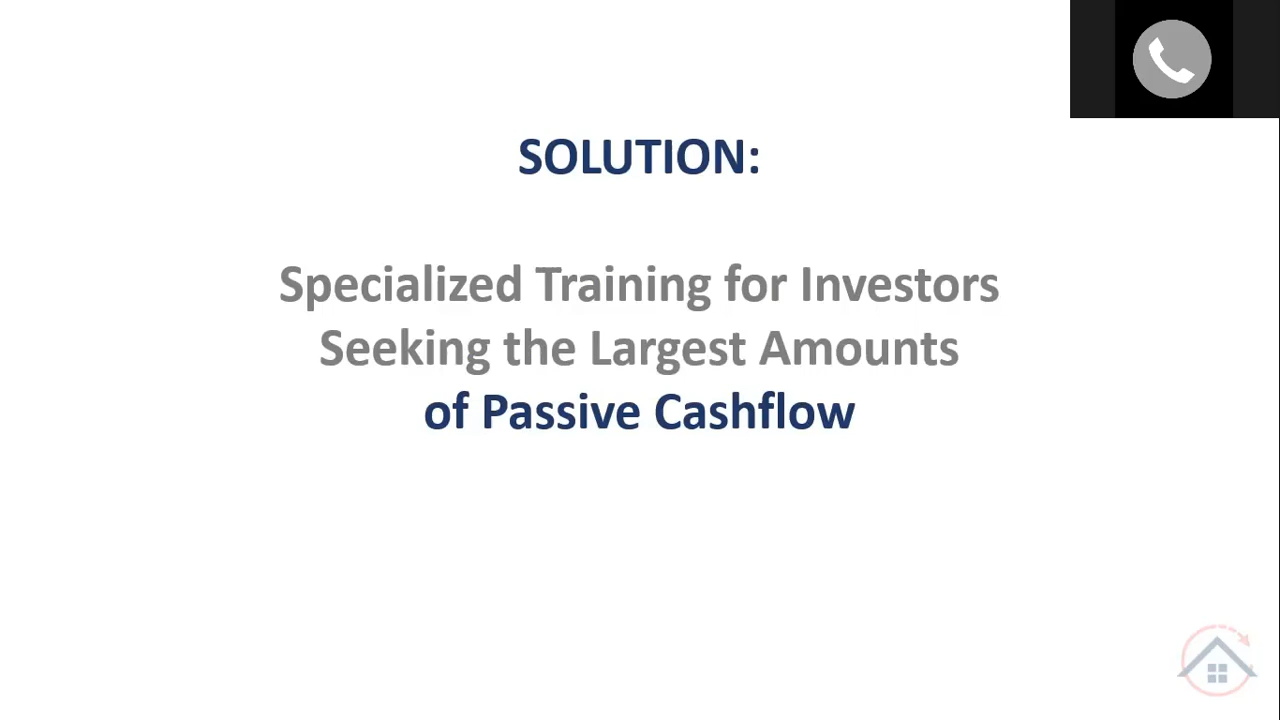 SOLUTION:
Specialized Training for Investors
Seeking the Largest Amounts
of Passive Cashflow